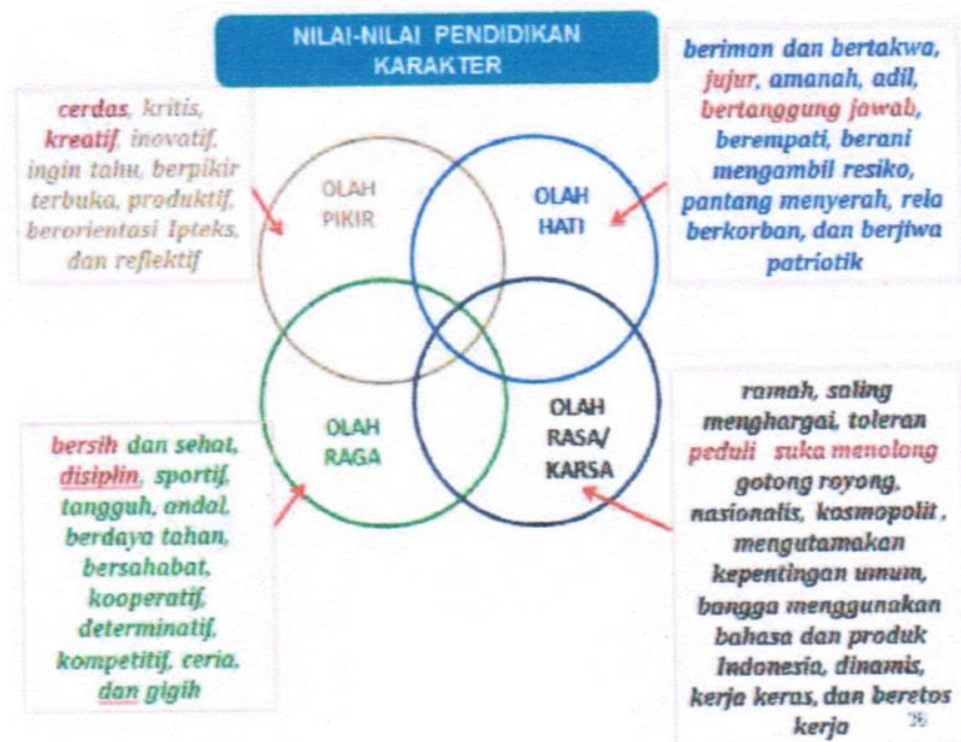 NILAI-NILAI PENDIDIKAN
KARAKTER
cerdas, kritis,
kreatif, inovatif,
ingin tahu, berpikir
terbuka, produktif,
berorientasi Ipteks,
dan reflektif
beriman dan bertakwa,
jujur, amanah, adil,
bertanggung jawab,
berempati, berani
mengambil resiko,
pantang menyerah, rela
berkorban, dan berjiwa
patriotik
OLAH
PIKIR
OLAH
HATI
OLAH
RAGA
OLAH
RASA/
KARSA
bersih dan sehat,
disiplin, sportif,
tangguh, andal,
berdaya tahan,
bersahabat,
kooperatif,
determinatif,
kompetitif, ceria,
dan gigih
ramah, saling
menghargai, toleran
peduli suka menolong
gotong royong,
nasionalis, kosmopolit,
mengutamakan
kepentingan umum,
bangga menggunakan
bahasa dan produk
Indonesia, dinamis,
kerja keras, dan beretos
kerja